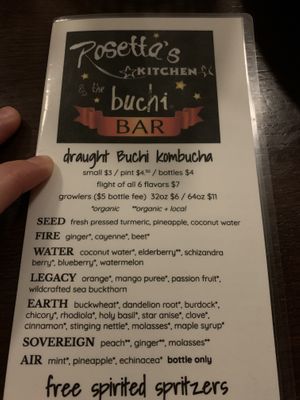 Rosetta's
KITCHEN
& the
buchi
BAR
draught Buchi kombucha
small $3 / pint $4.50 / bottles $4
flight of all 6 flavors $7
growlers ($5 bottle fee) 32oz $6 / 64oz $11
*organic **organic + local
SEED fresh pressed turmeric, pineapple, coconut water
FIRE ginger*, cayenne*, beet*
WATER coconut water*, elderberry**, schizandra
berry*, blueberry*, watermelon
LEGACY orange*, mango puree*, passion fruit*,
wildcrafted sea buckthorn
EARTH buckwheat*, dandelion root*, burdock*,
chicory*, rhodiola*, holy basil*, star anise*, clove*,
cinnamon*, stinging nettle*, molasses*, maple syrup*
SOVEREIGN peach**, ginger*, molasses**
AIR mint*, pineapple*, echinacea* bottle only
free spirited spritzers